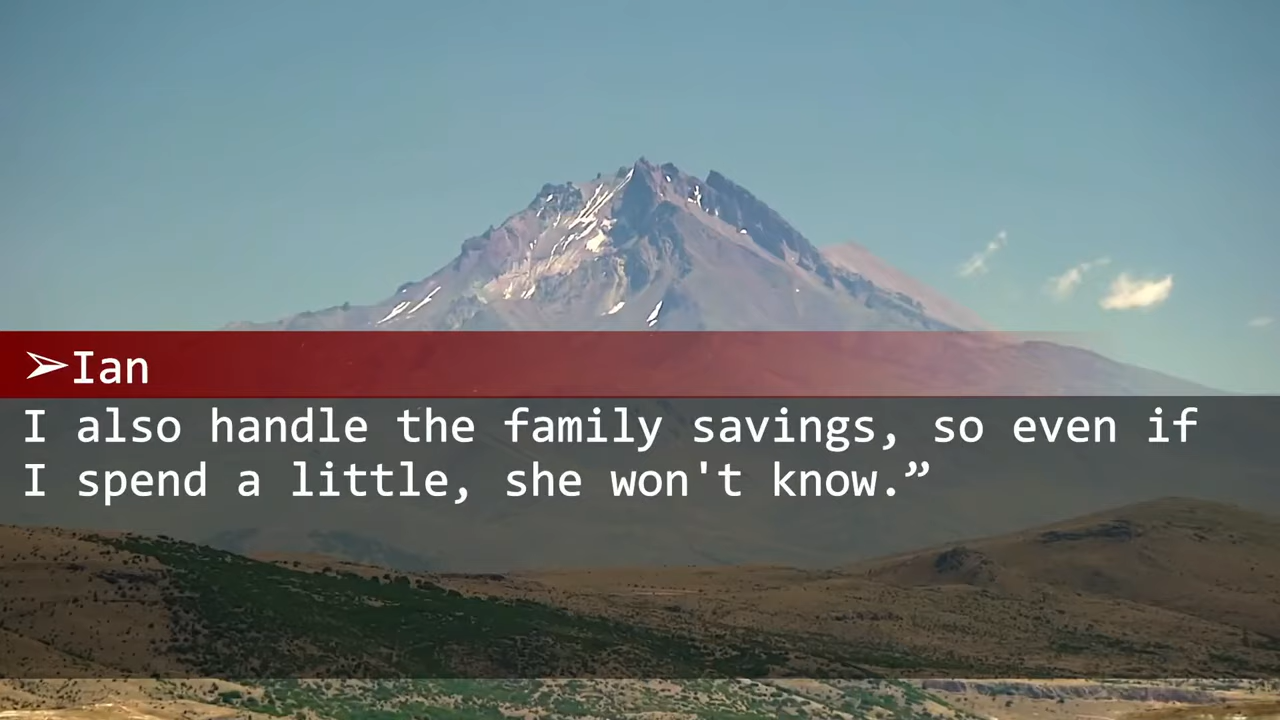 ➢Ian
I also handle the family savings, so even if
I spend a little, she won't know.”